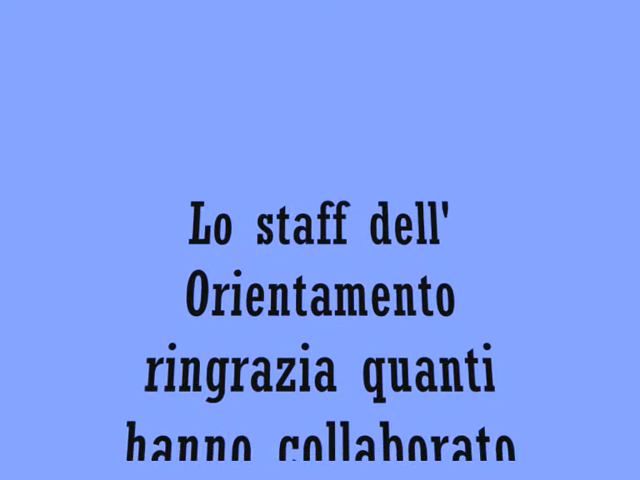 Lo staff dell'
Orientamento
ringrazia quanti
hanno collaborato